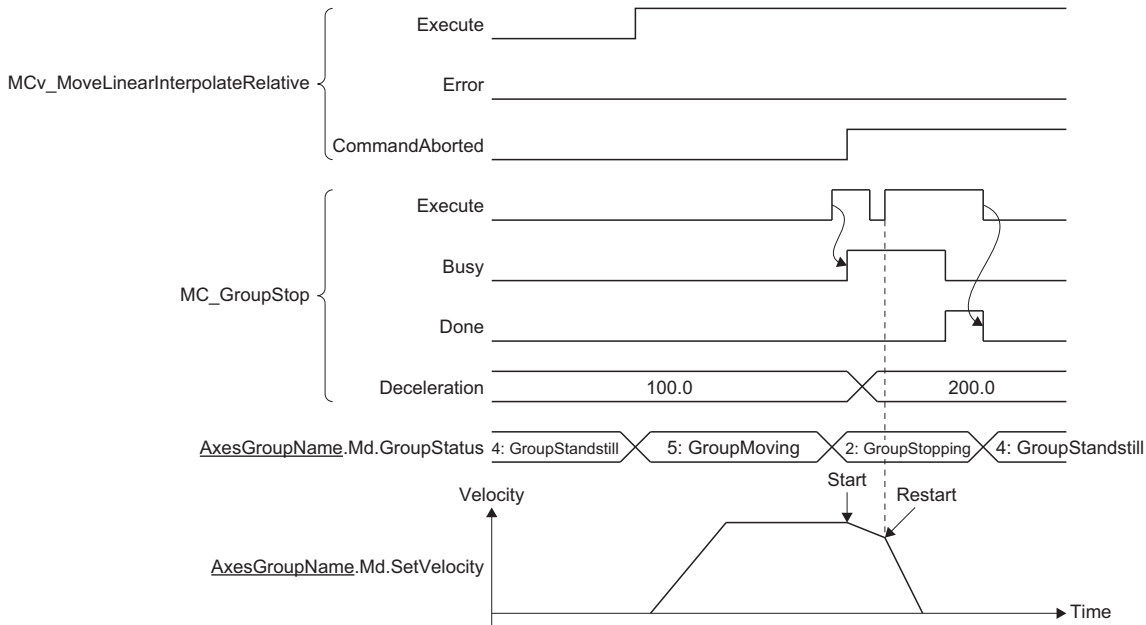 Execute
MCv_MoveLinearInterpolateRelative
Error
CommandAborted
Execute
Busy
MC_GroupStop
Done
Deceleration 100.0 200.0
AxesGroupName.Md.GroupStatus 4: GroupStandstill 5: GroupMoving 2: GroupStopping 4: GroupStandstill
Start
Velocity Restart
AxesGroupName.Md.SetVelocity
Time